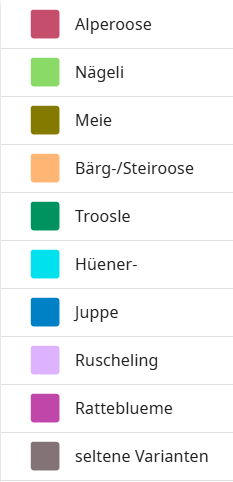 Alperoose
Nägeli
Meie
Bärg-/Steiroose
Troosle
Hüener-
Juppe
Ruscheling
Ratteblueme
seltene Varianten